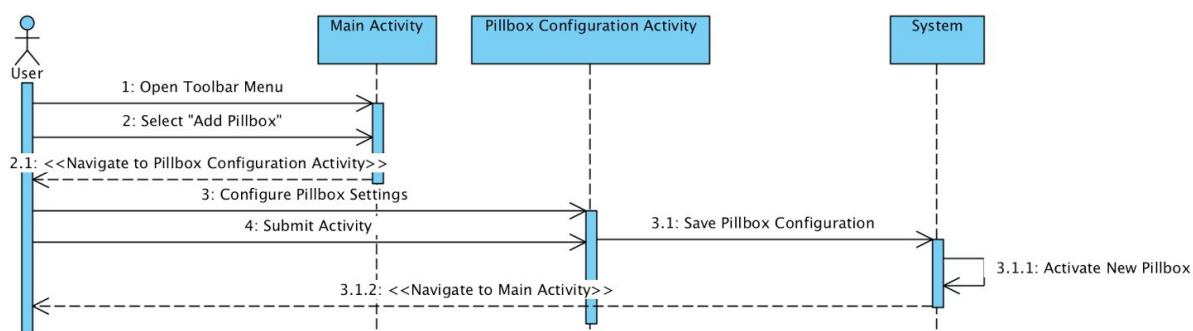 Main Activity
Pillbox Configuration Activity
System
User
1: Open Toolbar Menu
2: Select "Add Pillbox"
2.1: <<Navigate to Pillbox Configuration Activity>>
3: Configure Pillbox Settings
4: Submit Activity
3.1: Save Pillbox Configuration
3.1.1: Activate New Pillbox
3.1.2: <<Navigate to Main Activity>>